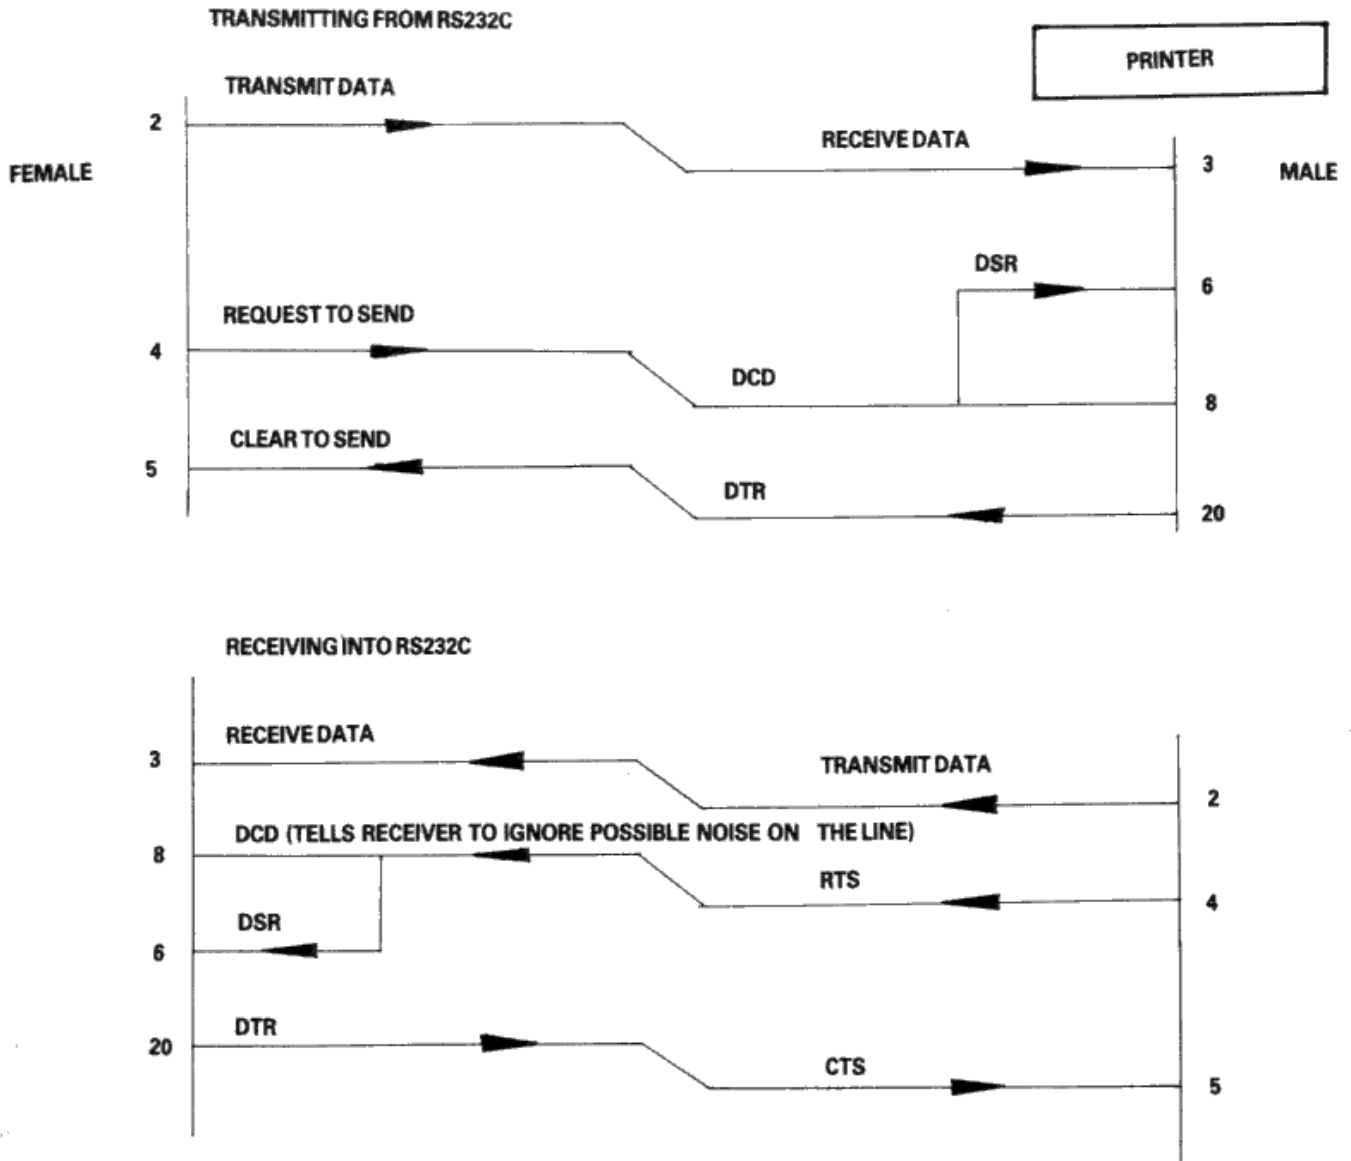 TRANSMITTING FROM RS232C
PRINTER
TRANSMIT DATA
2
RECEIVE DATA
3
FEMALE
MALE
DSR
6
REQUEST TO SEND
4
DCD
8
CLEAR TO SEND
5
DTR
20
RECEIVING INTO RS232C
RECEIVE DATA
3
TRANSMIT DATA
2
DCD (TELLS RECEIVER TO IGNORE POSSIBLE NOISE ON THE LINE)
8
RTS
4
DSR
6
DTR
20
CTS
5